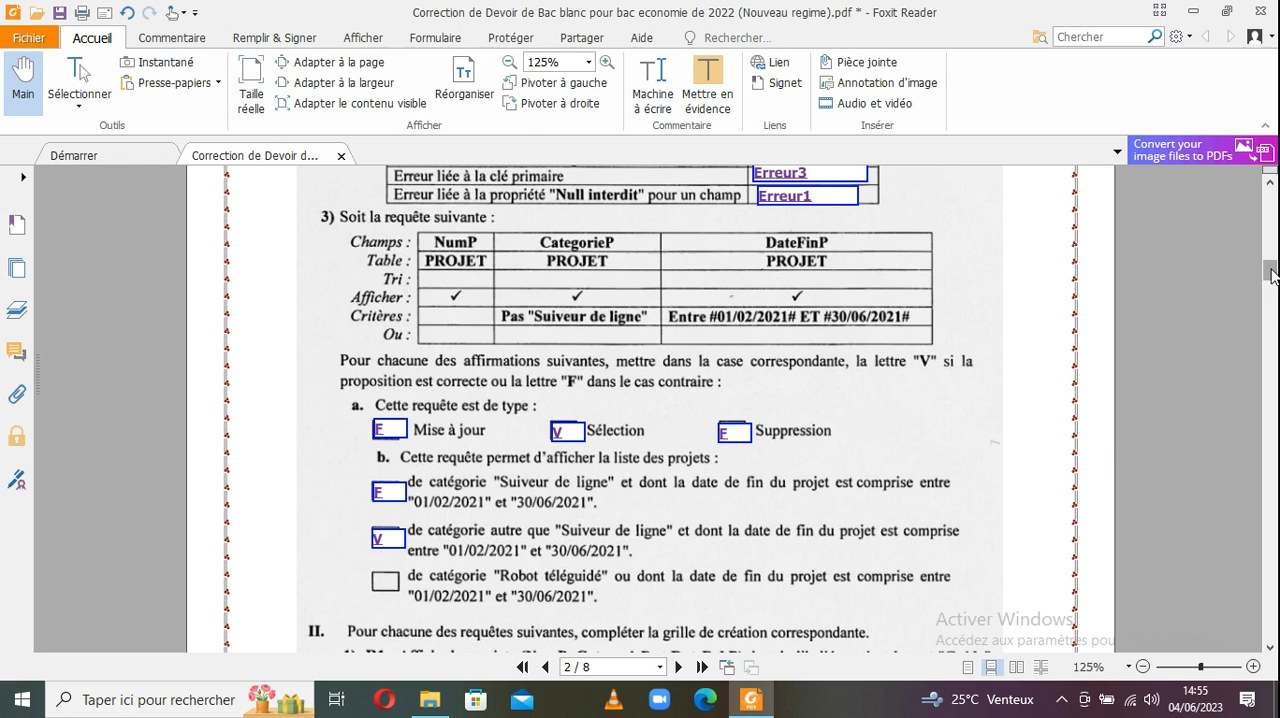 Correction de Devoir de Bac blanc pour bac economie de 2022 (Nouveau regime).pdf * - Foxit Reader
Fichier Accueil Commentaire Remplir & Signer Afficher Formulaire Protéger Partager Aide Rechercher... Chercher
Main
Sélectionner
Instantané
Presse-papiers
Outils
Taille réelle
Adapter à la page
Adapter à la largeur
Adapter le contenu visible
Réorganiser
125%
Pivoter à gauche
Pivoter à droite
Afficher
Machine à écrire
Mettre en évidence
Commentaire
Lien
Signet
Liens
Pièce jointe
Annotation d'image
Audio et vidéo
Insérer
Démarrer Correction de Devoir d...
Convert your
image files to PDFs
Erreur liée à la clé primaire Erreur3
Erreur liée à la propriété "Null interdit" pour un champ Erreur1
3) Soit la requête suivante :
Champs : NumP CategorieP DateFinP
Table : PROJET PROJET PROJET
Tri :
Afficher : ✓ ✓ ✓
Critères : Pas "Suiveur de ligne" Entre #01/02/2021# ET #30/06/2021#
Ou :
Pour chacune des affirmations suivantes, mettre dans la case correspondante, la lettre "V" si la
proposition est correcte ou la lettre "F" dans le cas contraire :
a. Cette requête est de type :
F Mise à jour V Sélection F Suppression
b. Cette requête permet d'afficher la liste des projets :
F de catégorie "Suiveur de ligne" et dont la date de fin du projet est comprise entre
"01/02/2021" et "30/06/2021".
V de catégorie autre que "Suiveur de ligne" et dont la date de fin du projet est comprise
entre "01/02/2021" et "30/06/2021".
de catégorie "Robot téléguidé" ou dont la date de fin du projet est comprise entre
"01/02/2021" et "30/06/2021".
II. Pour chacune des requêtes suivantes, compléter la grille de création correspondante.
Activer Windows
Accédez aux paramètres pou
2 / 8
125%
Taper ici pour rechercher
25°C Venteux
14:55
04/06/2023